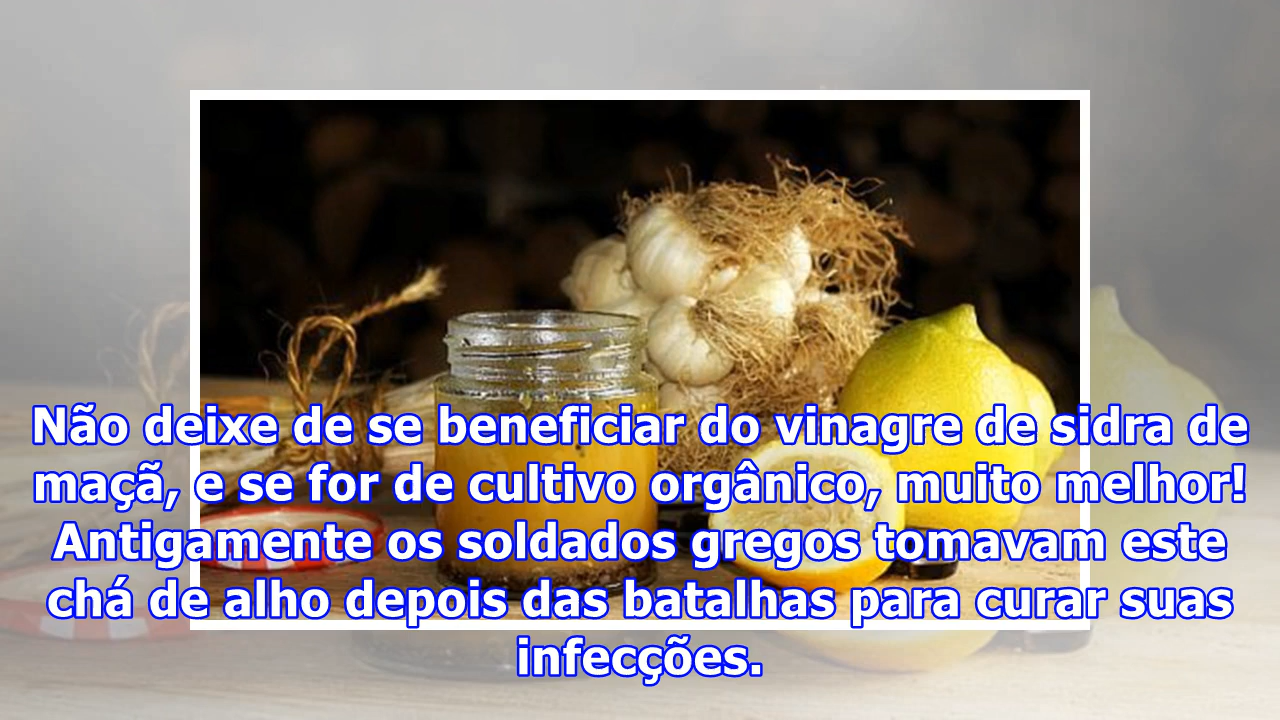 Não deixe de se beneficiar do vinagre de sidra de
maçã, e se for de cultivo orgânico, muito melhor!
Antigamente os soldados gregos tomavam este
chá de alho depois das batalhas para curar suas
infecções.